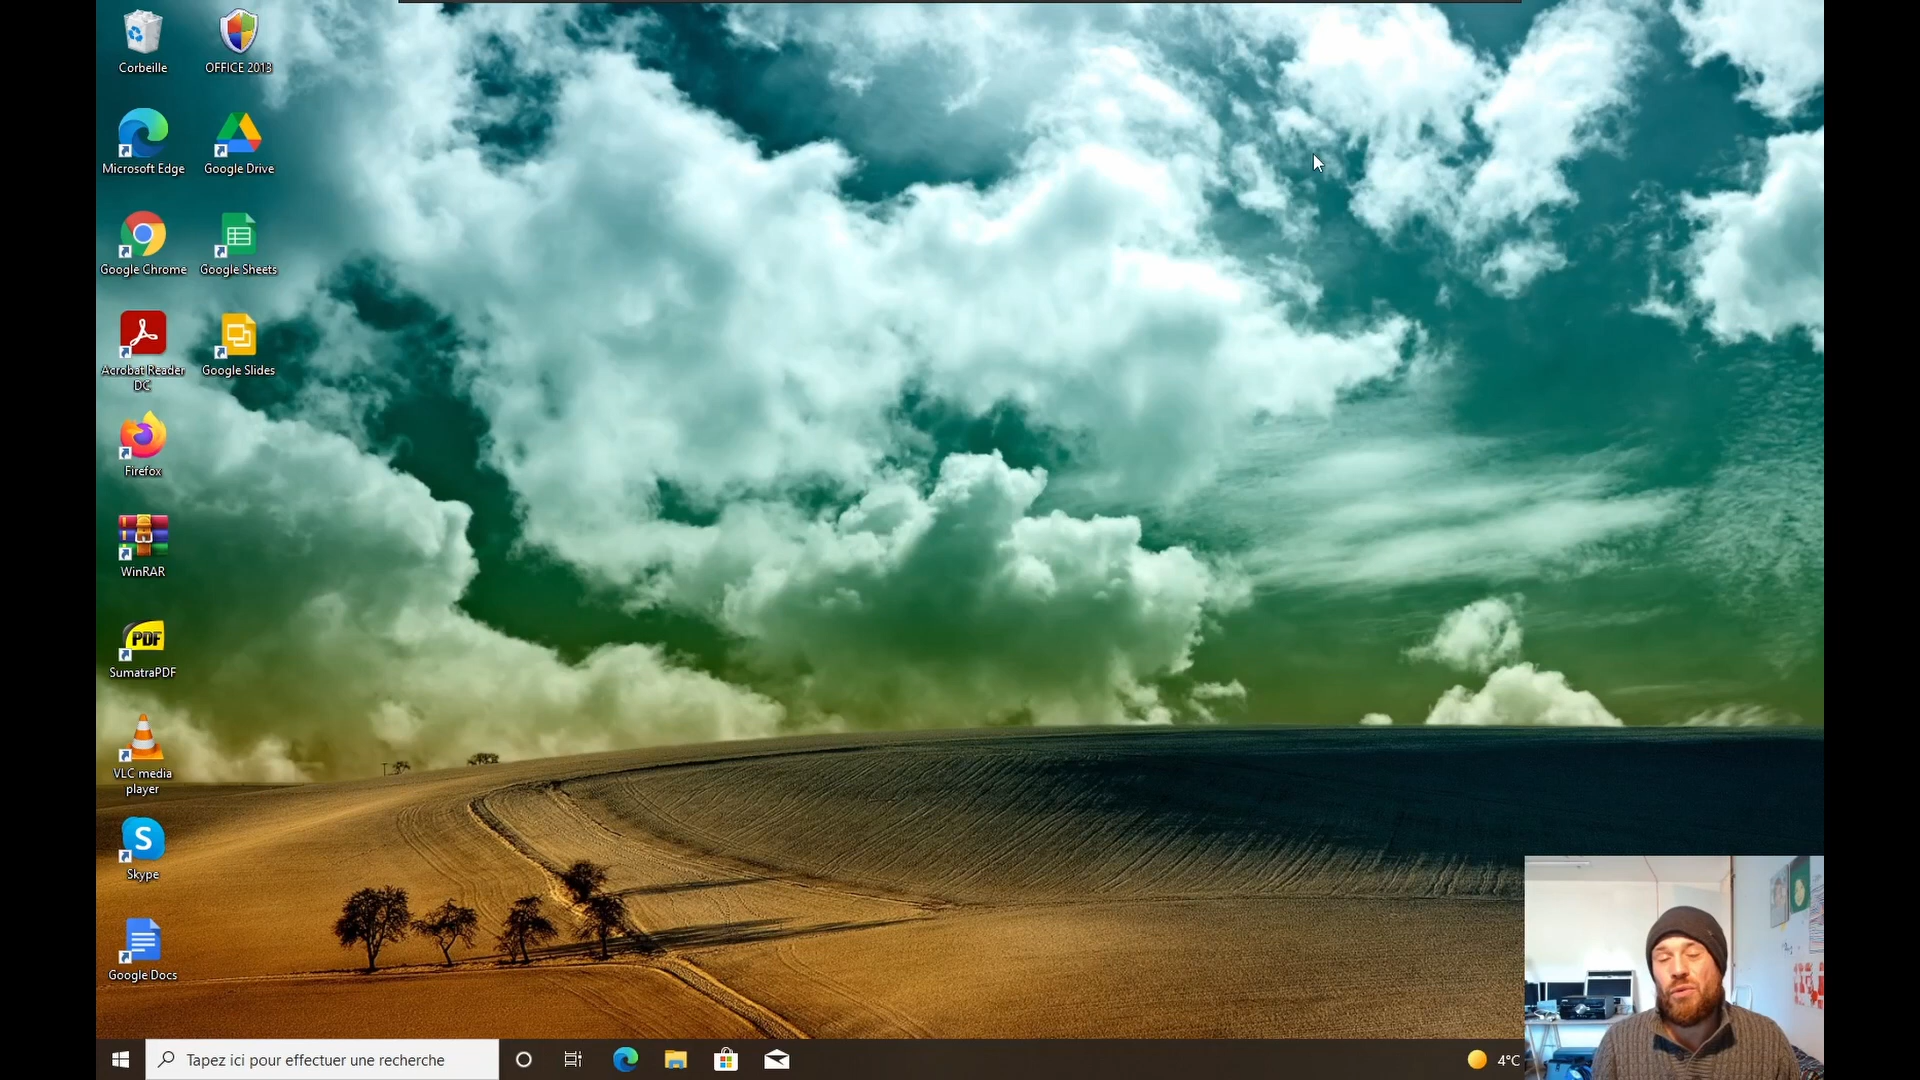 Corbeille
OFFICE 2013
Microsoft Edge
Google Drive
Google Chrome
Google Sheets
Acrobat Reader
DC
Google Slides
Firefox
WinRAR
PDF
SumatraPDF
VLC media
player
S
Skype
Google Docs
Tapez ici pour effectuer une recherche
4°C